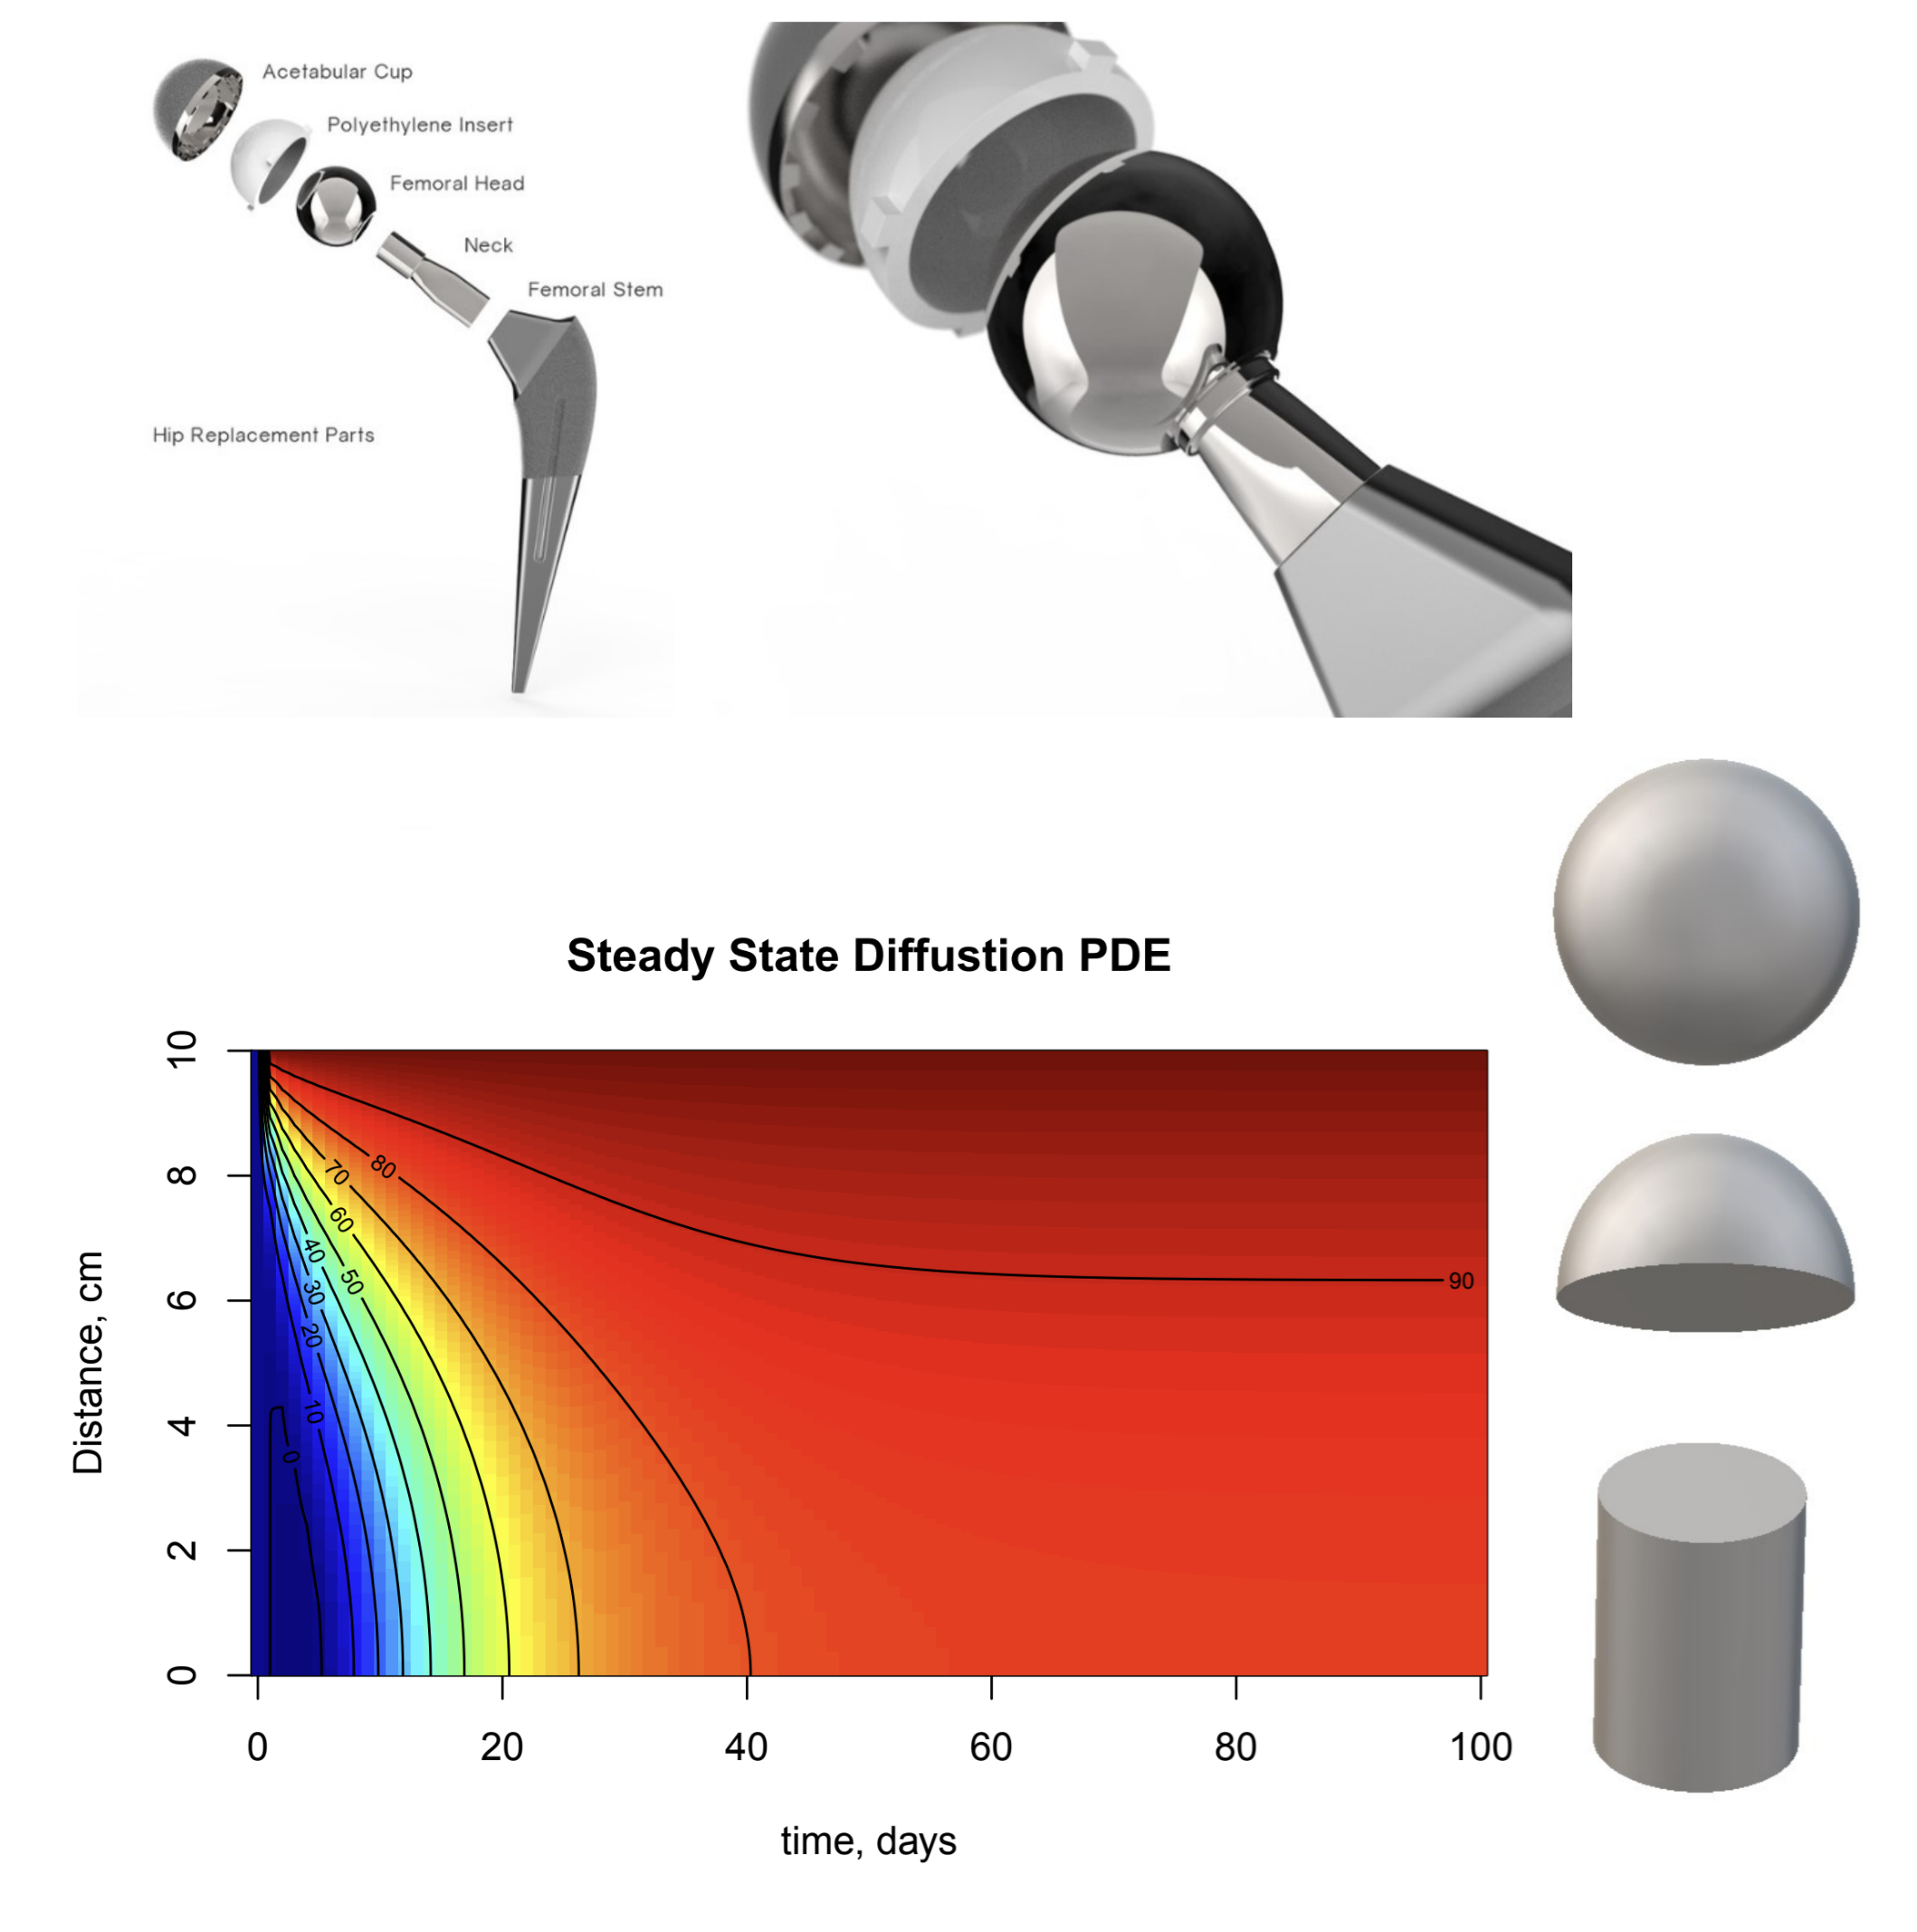 Acetabular Cup
Polyethylene Insert
Femoral Head
Neck
Femoral Stem
Hip Replacement Parts
Steady State Diffustion PDE
Distance, cm
10
8
6
4
2
0
80
70
60
50
40
30
20
10
0
90
0 20 40 60 80 100
time, days